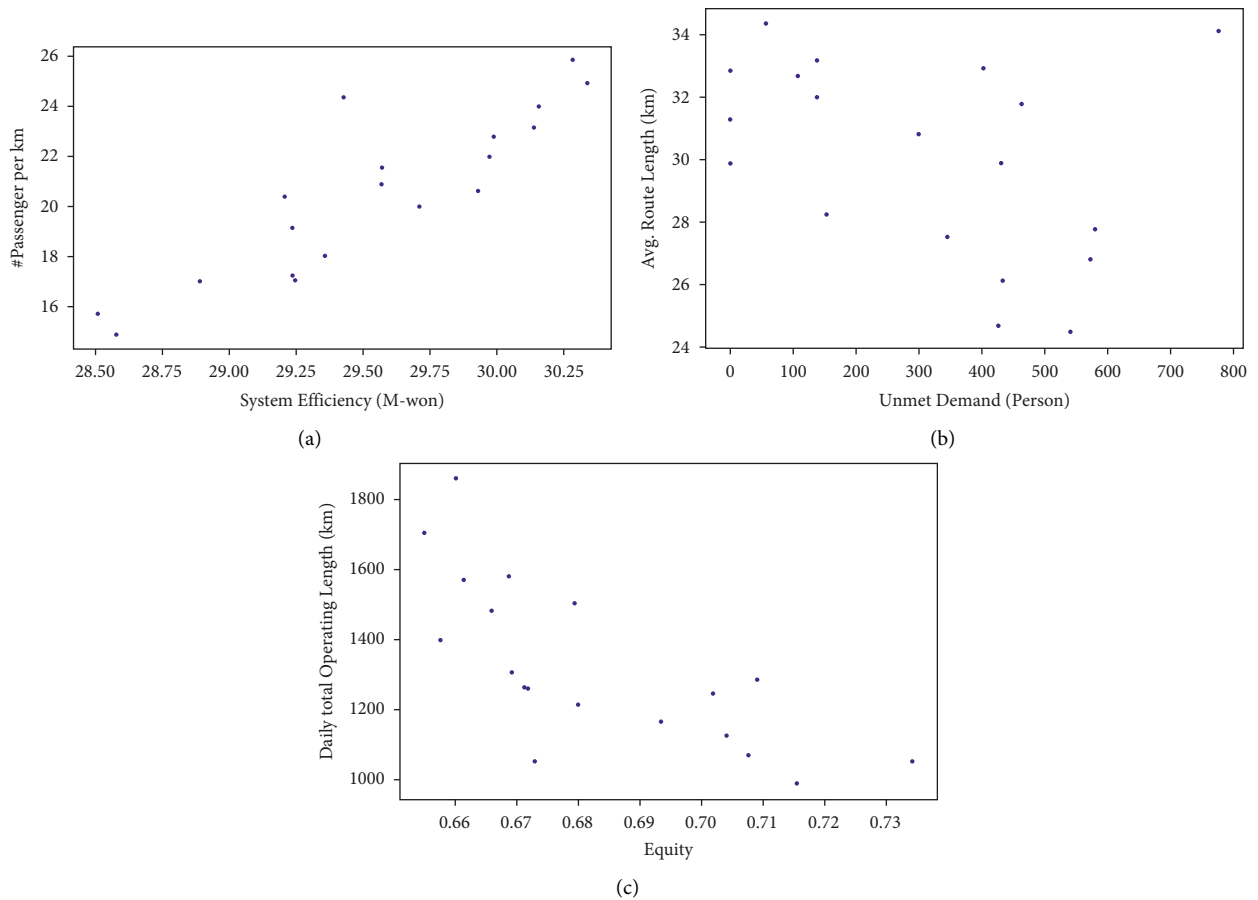 #Passenger per km
26
24
22
20
18
16
28.50 28.75 29.00 29.25 29.50 29.75 30.00 30.25
System Efficiency (M-won)
(a)
Avg. Route Length (km)
34
32
30
28
26
24
0 100 200 300 400 500 600 700 800
Unmet Demand (Person)
(b)
Daily total Operating Length (km)
1800
1600
1400
1200
1000
0.66 0.67 0.68 0.69 0.70 0.71 0.72 0.73
Equity
(c)